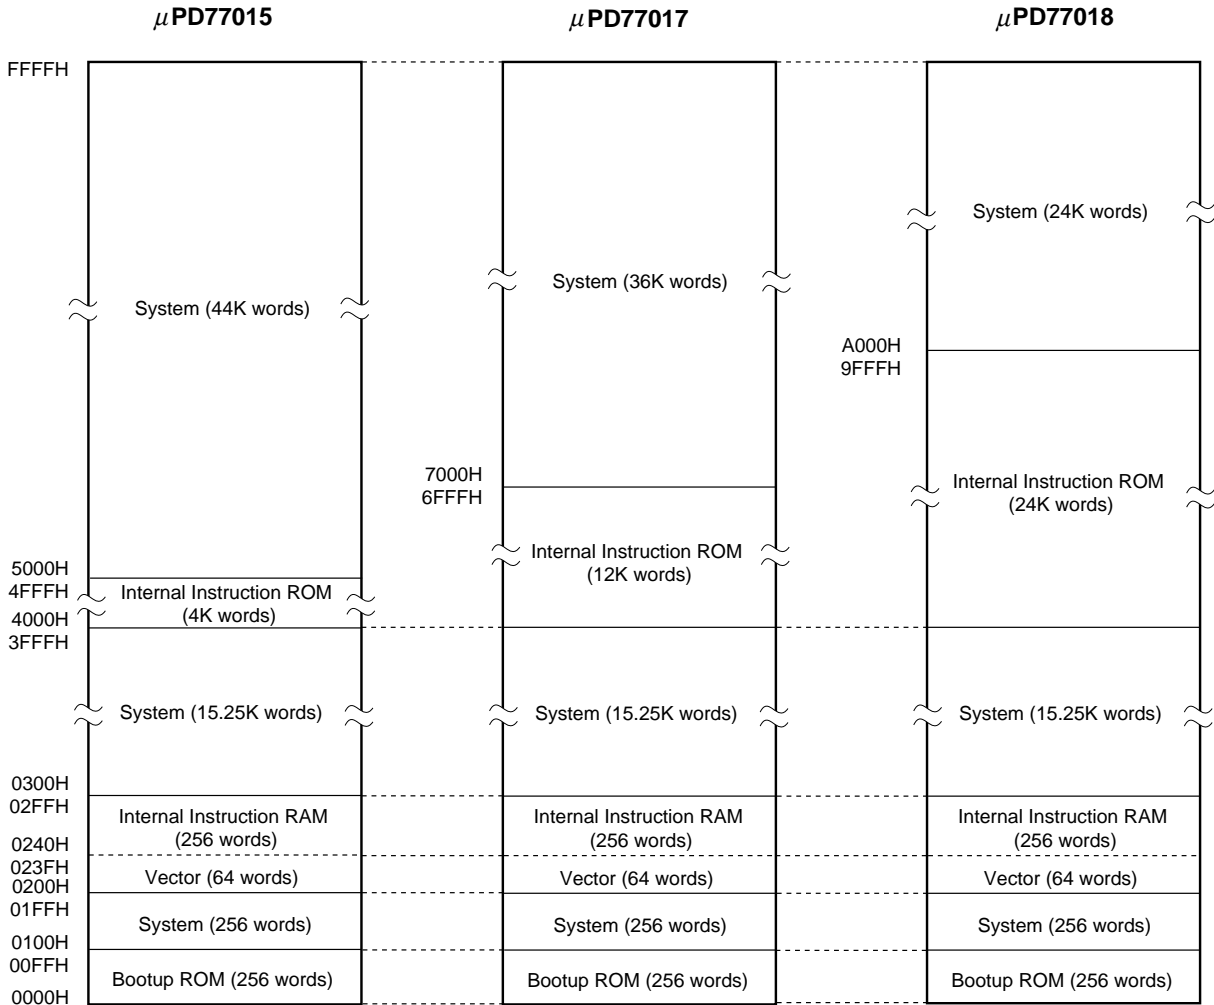 μPD77015
μPD77017
μPD77018
FFFFH
System (24K words)
System (36K words)
System (44K words)
A000H
9FFFH
7000H
6FFFH
Internal Instruction ROM
(24K words)
Internal Instruction ROM
(12K words)
5000H
4FFFH
Internal Instruction ROM
(4K words)
4000H
3FFFH
System (15.25K words)
System (15.25K words)
System (15.25K words)
0300H
02FFH
Internal Instruction RAM
(256 words)
Internal Instruction RAM
(256 words)
Internal Instruction RAM
(256 words)
0240H
023FH
Vector (64 words)
Vector (64 words)
Vector (64 words)
0200H
01FFH
System (256 words)
System (256 words)
System (256 words)
0100H
00FFH
Bootup ROM (256 words)
Bootup ROM (256 words)
Bootup ROM (256 words)
0000H